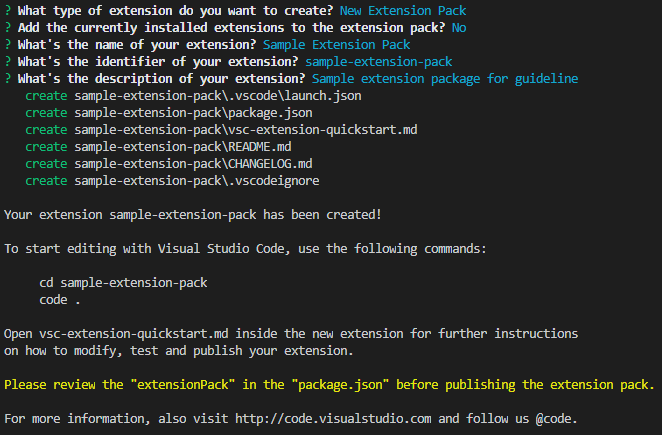 ? What type of extension do you want to create? New Extension Pack
? Add the currently installed extensions to the extension pack? No
? What's the name of your extension? Sample Extension Pack
? What's the identifier of your extension? sample-extension-pack
? What's the description of your extension? Sample extension package for guideline
create sample-extension-pack\.vscode\launch.json
create sample-extension-pack\package.json
create sample-extension-pack\vsc-extension-quickstart.md
create sample-extension-pack\README.md
create sample-extension-pack\CHANGELOG.md
create sample-extension-pack\.vscodeignore
Your extension sample-extension-pack has been created!
To start editing with Visual Studio Code, use the following commands:
cd sample-extension-pack
code .
Open vsc-extension-quickstart.md inside the new extension for further instructions
on how to modify, test and publish your extension.
Please review the "extensionPack" in the "package.json" before publishing the extension pack.
For more information, also visit http://code.visualstudio.com and follow us @code.